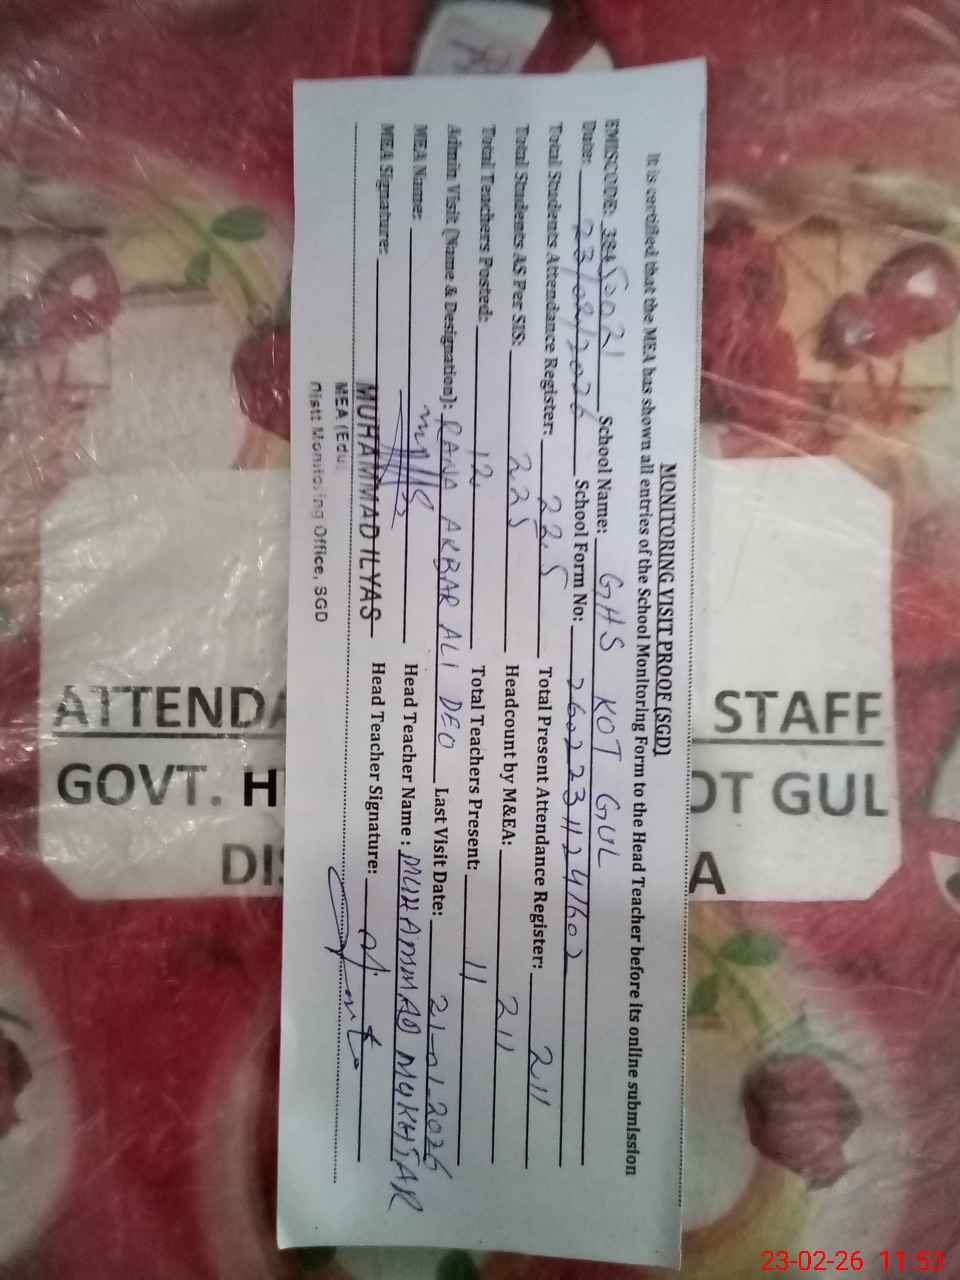 MONITORING VISIT PROOF (SGD)
It is certified that the MEA has shown all entries of the School Monitoring Form to the Head Teacher before its online submission
EMISCODE: School Name: GHS KOT GUL
Date: 23/02/2026 School Form No:
Total Students Attendance Register: 225 Total Present Attendance Register: 211
Total Students AS Per SIS: 225 Headcount by M&EA: 211
Total Teachers Posted: 12 Total Teachers Present: 11
Admin Visit (Name & Designation): RANA AKBAR ALI DEO Last Visit Date: 21-01-2026
MEA Name: Head Teacher Name: MUHAMMAD MUKHTAR
MEA Signature: Head Teacher Signature:
MUHAMMAD ILYAS
MEA (Edu)
Distt Monitoring Office, SGD
ATTENDA STAFF
GOVT. H OT GUL
DIS A
23-02-26 11:53